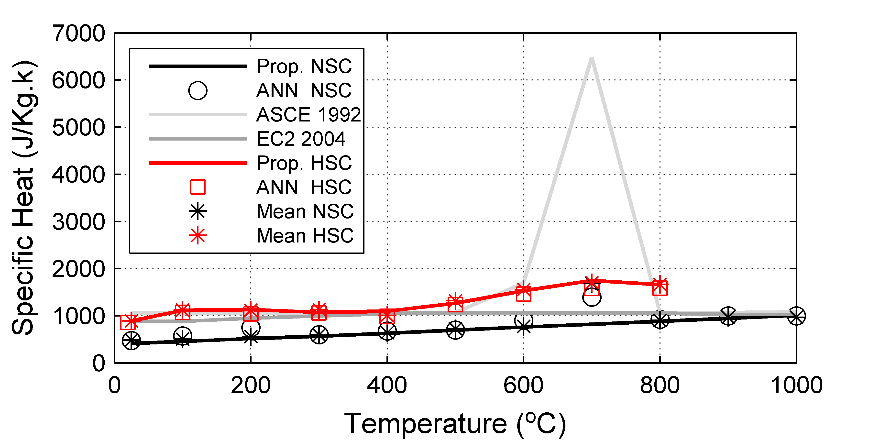 7000
6000
5000
4000
3000
2000
1000
0
Specific Heat (J/Kg.k)
Prop. NSC
ANN NSC
ASCE 1992
EC2 2004
Prop. HSC
ANN HSC
Mean NSC
Mean HSC
0 200 400 600 800 1000
Temperature (ºC)